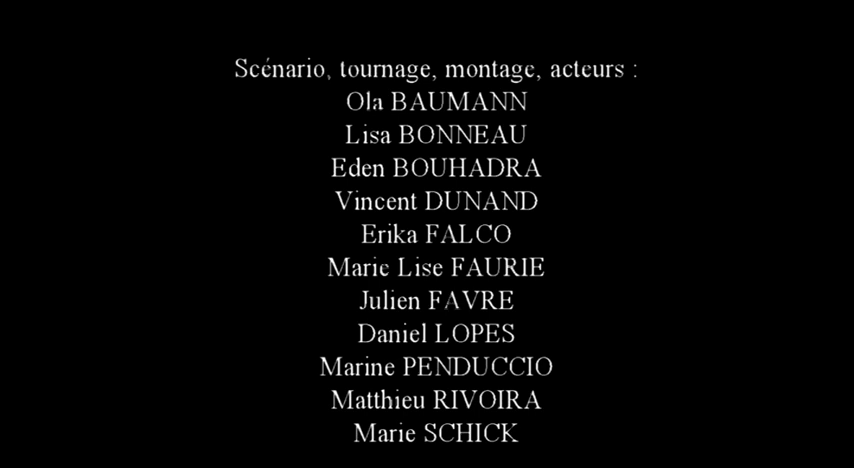 Scénario, tournage, montage, acteurs :
Ola BAUMANN
Lisa BONNEAU
Eden BOUHADRA
Vincent DUNAND
Erika FALCO
Marie Lise FAURIE
Julien FAVRE
Daniel LOPES
Marine PENDUCCIO
Matthieu RIVOIRA
Marie SCHICK